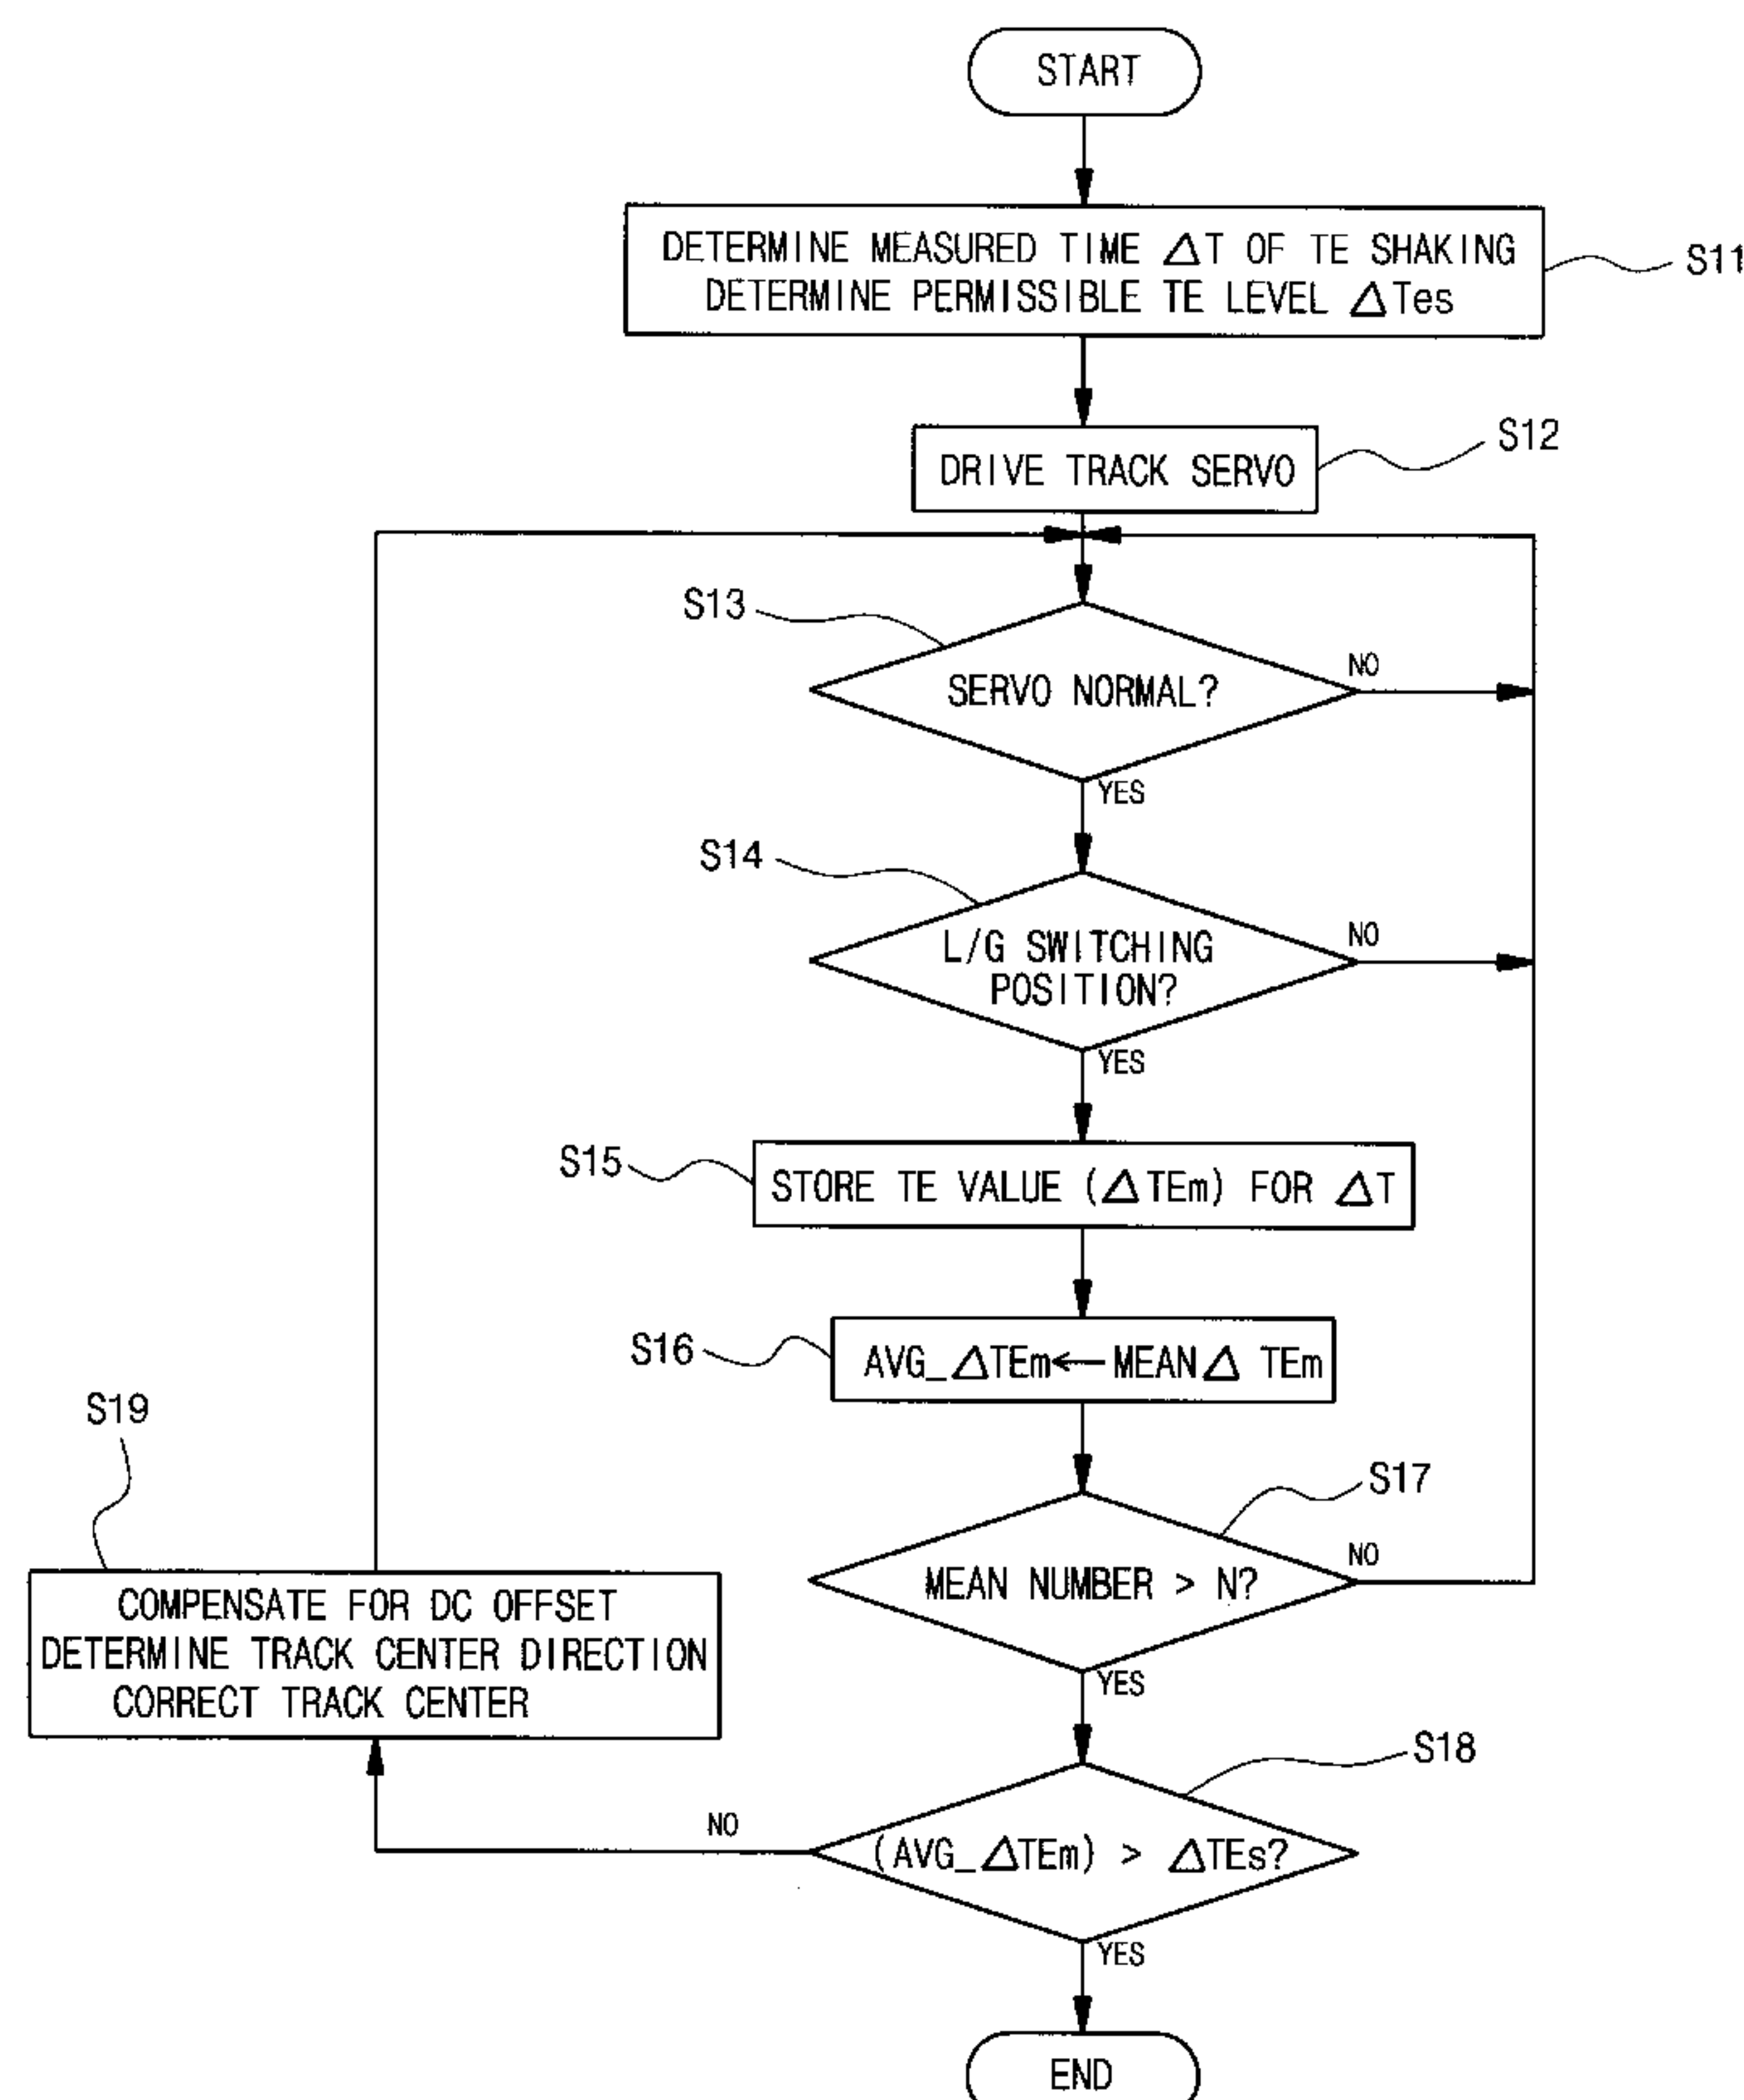 START
DETERMINE MEASURED TIME △T OF TE SHAKING
DETERMINE PERMISSIBLE TE LEVEL △Tes
S11
DRIVE TRACK SERVO
S12
S13
SERVO NORMAL?
NO
YES
S14
L/G SWITCHING
POSITION?
NO
YES
S15
STORE TE VALUE (△TEm) FOR △T
S16
AVG_△TEm← MEAN△ TEm
S17
MEAN NUMBER > N?
NO
YES
S19
COMPENSATE FOR DC OFFSET
DETERMINE TRACK CENTER DIRECTION
CORRECT TRACK CENTER
S18
(AVG_△TEm) > △TEs?
NO
YES
END